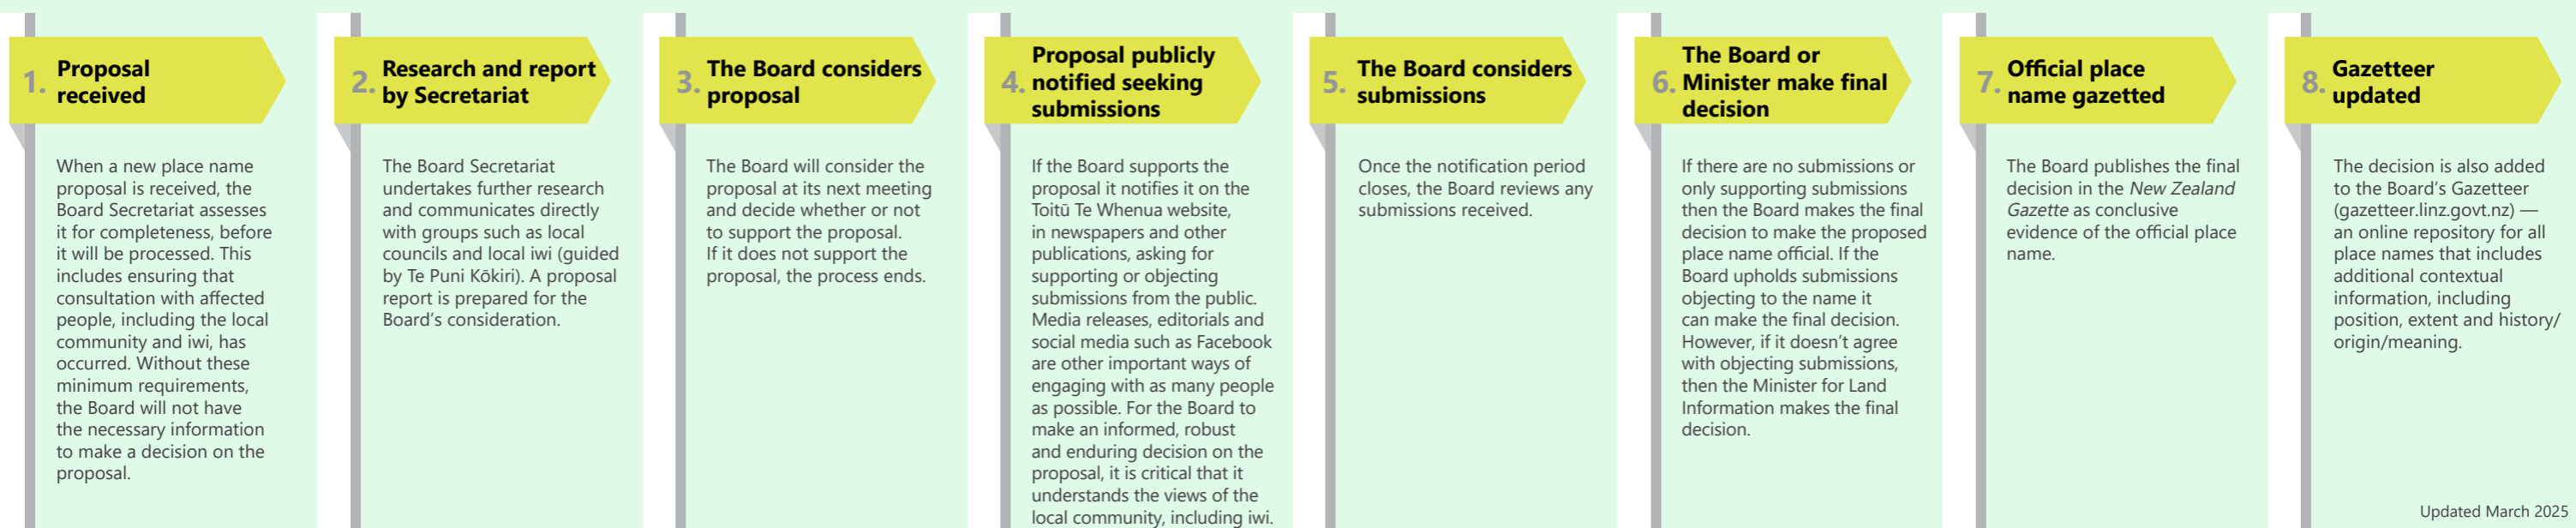 1. Proposal
received
When a new place name
proposal is received, the
Board Secretariat assesses
it for completeness, before
it will be processed. This
includes ensuring that
consultation with affected
people, including the local
community and iwi, has
occurred. Without these
minimum requirements,
the Board will not have
the necessary information
to make a decision on the
proposal.
2. Research and report
by Secretariat
The Board Secretariat
undertakes further research
and communicates directly
with groups such as local
councils and local iwi (guided
by Te Puni Kōkiri). A proposal
report is prepared for the
Board’s consideration.
3. The Board considers
proposal
The Board will consider the
proposal at its next meeting
and decide whether or not
to support the proposal.
If it does not support the
proposal, the process ends.
4. Proposal publicly
notified seeking
submissions
If the Board supports the
proposal it notifies it on the
Toitū Te Whenua website,
in newspapers and other
publications, asking for
supporting or objecting
submissions from the public.
Media releases, editorials and
social media such as Facebook
are other important ways of
engaging with as many people
as possible. For the Board to
make an informed, robust
and enduring decision on the
proposal, it is critical that it
understands the views of the
local community, including iwi.
5. The Board considers
submissions
Once the notification period
closes, the Board reviews any
submissions received.
6. The Board or
Minister make final
decision
If there are no submissions or
only supporting submissions
then the Board makes the final
decision to make the proposed
place name official. If the
Board upholds submissions
objecting to the name it
can make the final decision.
However, if it doesn’t agree
with objecting submissions,
then the Minister for Land
Information makes the final
decision.
7. Official place
name gazetted
The Board publishes the final
decision in the New Zealand
Gazette as conclusive
evidence of the official place
name.
8. Gazetteer
updated
The decision is also added
to the Board’s Gazetteer
(gazetteer.linz.govt.nz) —
an online repository for all
place names that includes
additional contextual
information, including
position, extent and history/
origin/meaning.
Updated March 2025